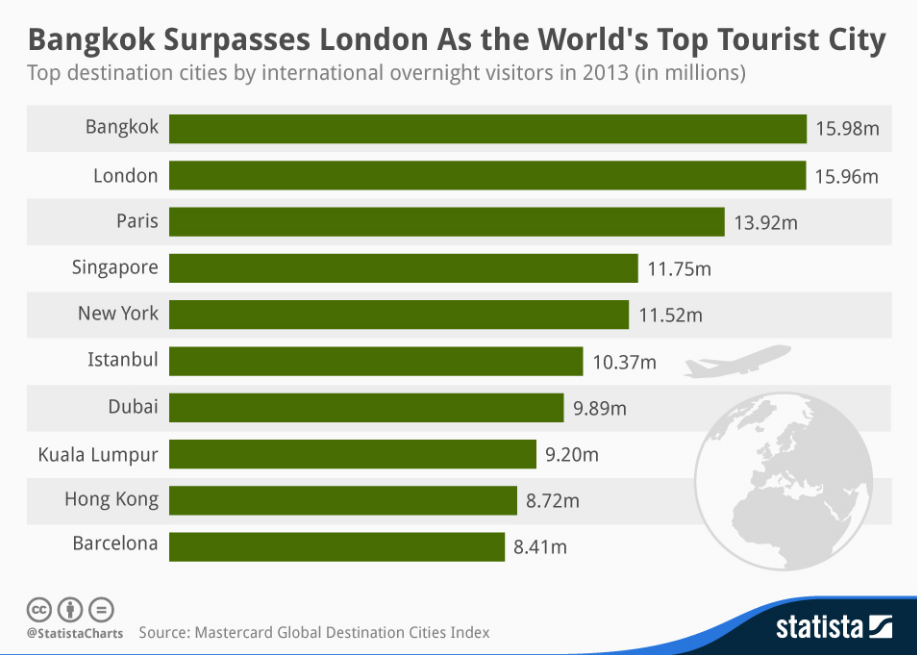 Bangkok Surpasses London As the World's Top Tourist City
Top destination cities by international overnight visitors in 2013 (in millions)
Bangkok 15.98m
London 15.96m
Paris 13.92m
Singapore 11.75m
New York 11.52m
Istanbul 10.37m
Dubai 9.89m
Kuala Lumpur 9.20m
Hong Kong 8.72m
Barcelona 8.41m
cc
@StatistaCharts Source: Mastercard Global Destination Cities Index
statista